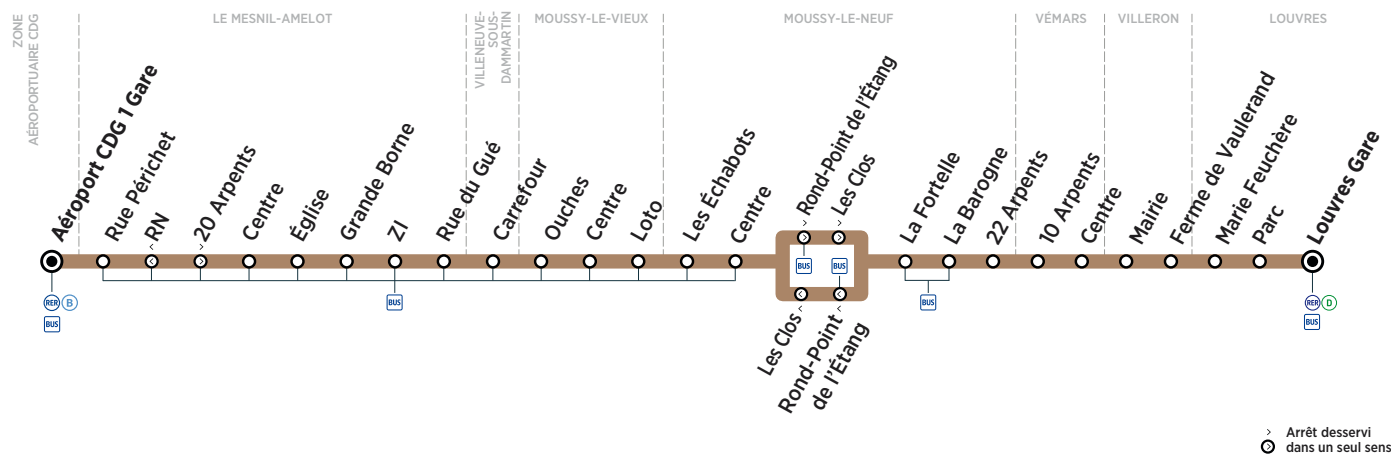 ZONE
AÉROPORTUAIRE CDG
LE MESNIL-AMELOT
VILLENEUVE-
SOUS-
DAMMARTIN
MOUSSY-LE-VIEUX
MOUSSY-LE-NEUF
VÉMARS
VILLERON
LOUVRES
Aéroport CDG 1 Gare
Rue Périchet
RN
20 Arpents
Centre
Église
Grande Borne
ZI
Rue du Gué
Carrefour
Ouches
Centre
Loto
Les Échabots
Centre
Rond-Point de l'Étang
Les Clos
La Fortelle
La Barogne
22 Arpents
10 Arpents
Centre
Mairie
Ferme de Vaulerand
Marie Feuchère
Parc
Louvres Gare
BUS
BUS
RER B
BUS
BUS
BUS
RER D
BUS
Les Clos
Rond-Point
de l'Étang
Arrêt desservi
dans un seul sens